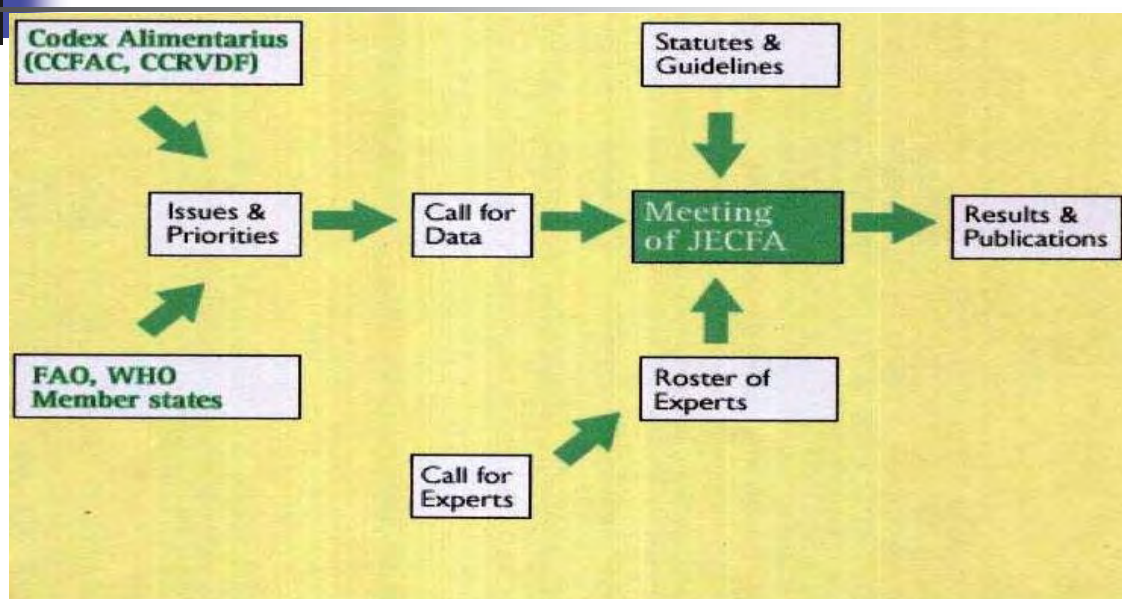 Codex Alimentarius
(CCFAC, CCRVDF)
Statutes &
Guidelines
Issues &
Priorities
Call for
Data
Meeting
of JECFA
Results &
Publications
FAO, WHO
Member states
Roster of
Experts
Call for
Experts